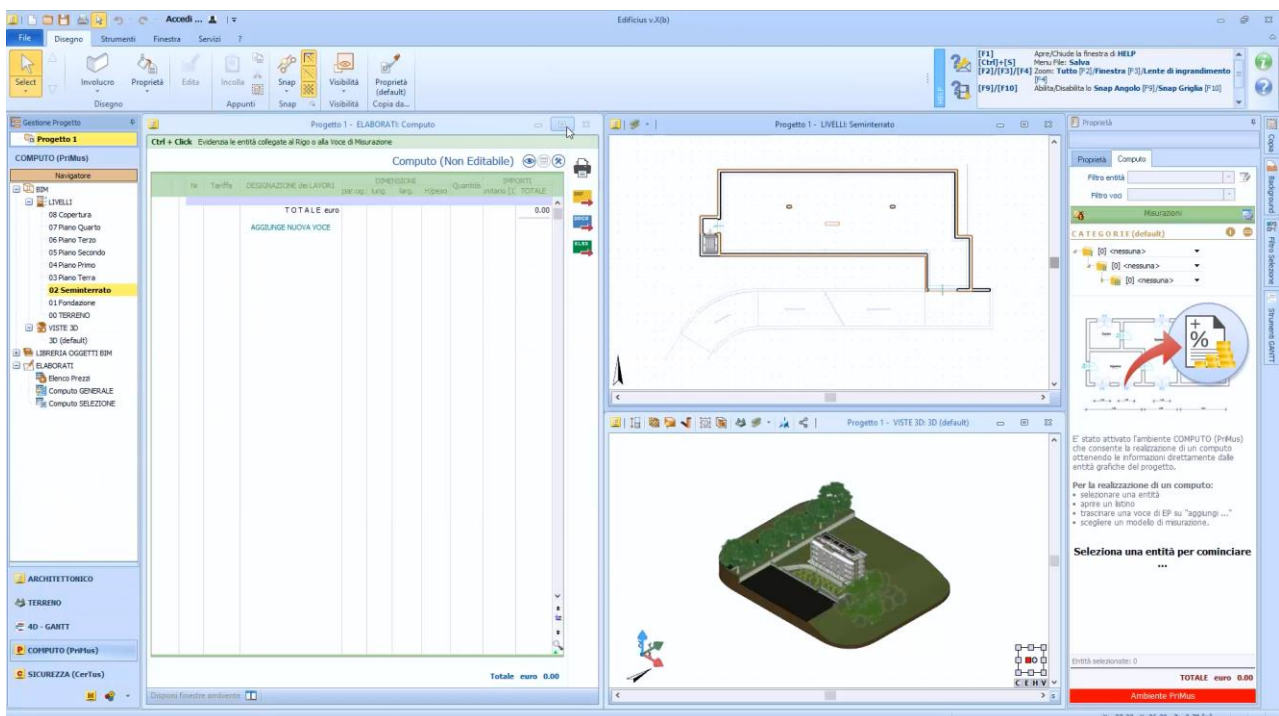 Accedi ...
Edificius v.X(b)
File
Disegno
Strumenti
Finestra
Servizi
?
Select
Involucro
Proprietà
Edita
Incolla
Snap
Visibilità
Proprietà
(default)
Disegno
Appunti
Snap
Visibilità
Copia da...
HELP
[F1] Apre/Chiude la finestra di HELP
[Ctrl]+[S] Menu File: Salva
[F2]/[F3]/[F4] Zoom: Tutto [F2]/Finestra [F3]/Lente di ingrandimento
[F4]
[F9]/[F10] Abilita/Disabilita lo Snap Angolo [F9]/Snap Griglia [F10]
Gestione Progetto
Progetto 1
COMPUTO (PriMus)
Navigatore
BIM
LIVELLI
08 Copertura
07 Piano Quarto
06 Piano Terzo
05 Piano Secondo
04 Piano Primo
03 Piano Terra
02 Seminterrato
01 Fondazione
00 TERRENO
VISTE 3D
3D (default)
LIBRERIA OGGETTI BIM
ELABORATI
Elenco Prezzi
Computo GENERALE
Computo SELEZIONE
ARCHITETTONICO
TERRENO
4D - GANTT
COMPUTO (PriMus)
SICUREZZA (CerTus)
Progetto 1 - ELABORATI: Computo
Ctrl + Click Evidenzia le entità collegate al Rigo o alla Voce di Misurazione
Computo (Non Editabile)
Nr Tariffa DESIGNAZIONE dei LAVORI DIMENSIONI Quantità IMPORTI
par.ug. lung. larg. H/peso unitario [1] TOTALE
TOTALE euro 0.00
AGGIUNGE NUOVA VOCE
DOCX
XLSX
Totale euro 0.00
Disponi finestre ambiente
Progetto 1 - LIVELLI: Seminterrato
Progetto 1 - VISTE 3D: 3D (default)
C E H V
s
Proprietà
Proprietà
Computo
Filtro entità
Filtro voci
Misurazioni
CATEGORIE (default)
[0] <nessuna>
[0] <nessuna>
[0] <nessuna>
+
%
E' stato attivato l'ambiente COMPUTO (PriMus)
che consente la realizzazione di un computo
ottenendo le informazioni direttamente dalle
entità grafiche del progetto.
Per la realizzazione di un computo:
• selezionare una entità
• aprire un listino
• trascinare una voce di EP su "aggiungi ..."
• scegliere un modello di misurazione.
Seleziona una entità per cominciare
...
Entità selezionate: 0
TOTALE euro 0.00
Ambiente PriMus
Copia
Background
Filtro Selezione
Strumenti GANTT